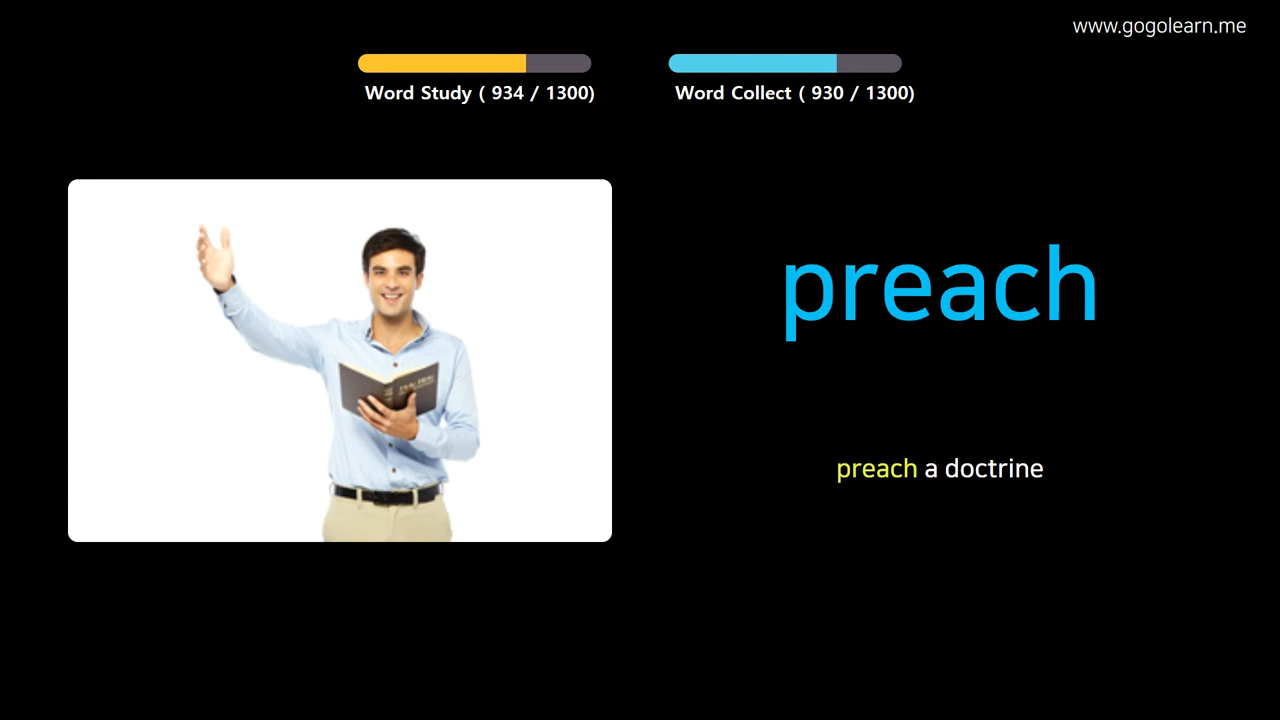 www.gogolearn.me
Word Study ( 934 / 1300)
Word Collect ( 930 / 1300)
preach
preach a doctrine